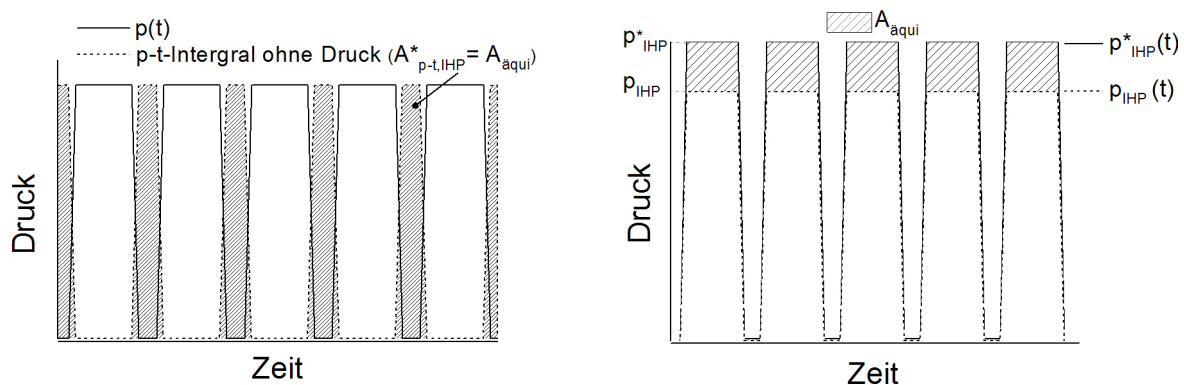 p(t)
p-t-Intergral ohne Druck (A*p-t,IHP= Aäqui)
Druck
Zeit
Aäqui
p*IHP
p*IHP(t)
pIHP
pIHP (t)
Druck
Zeit